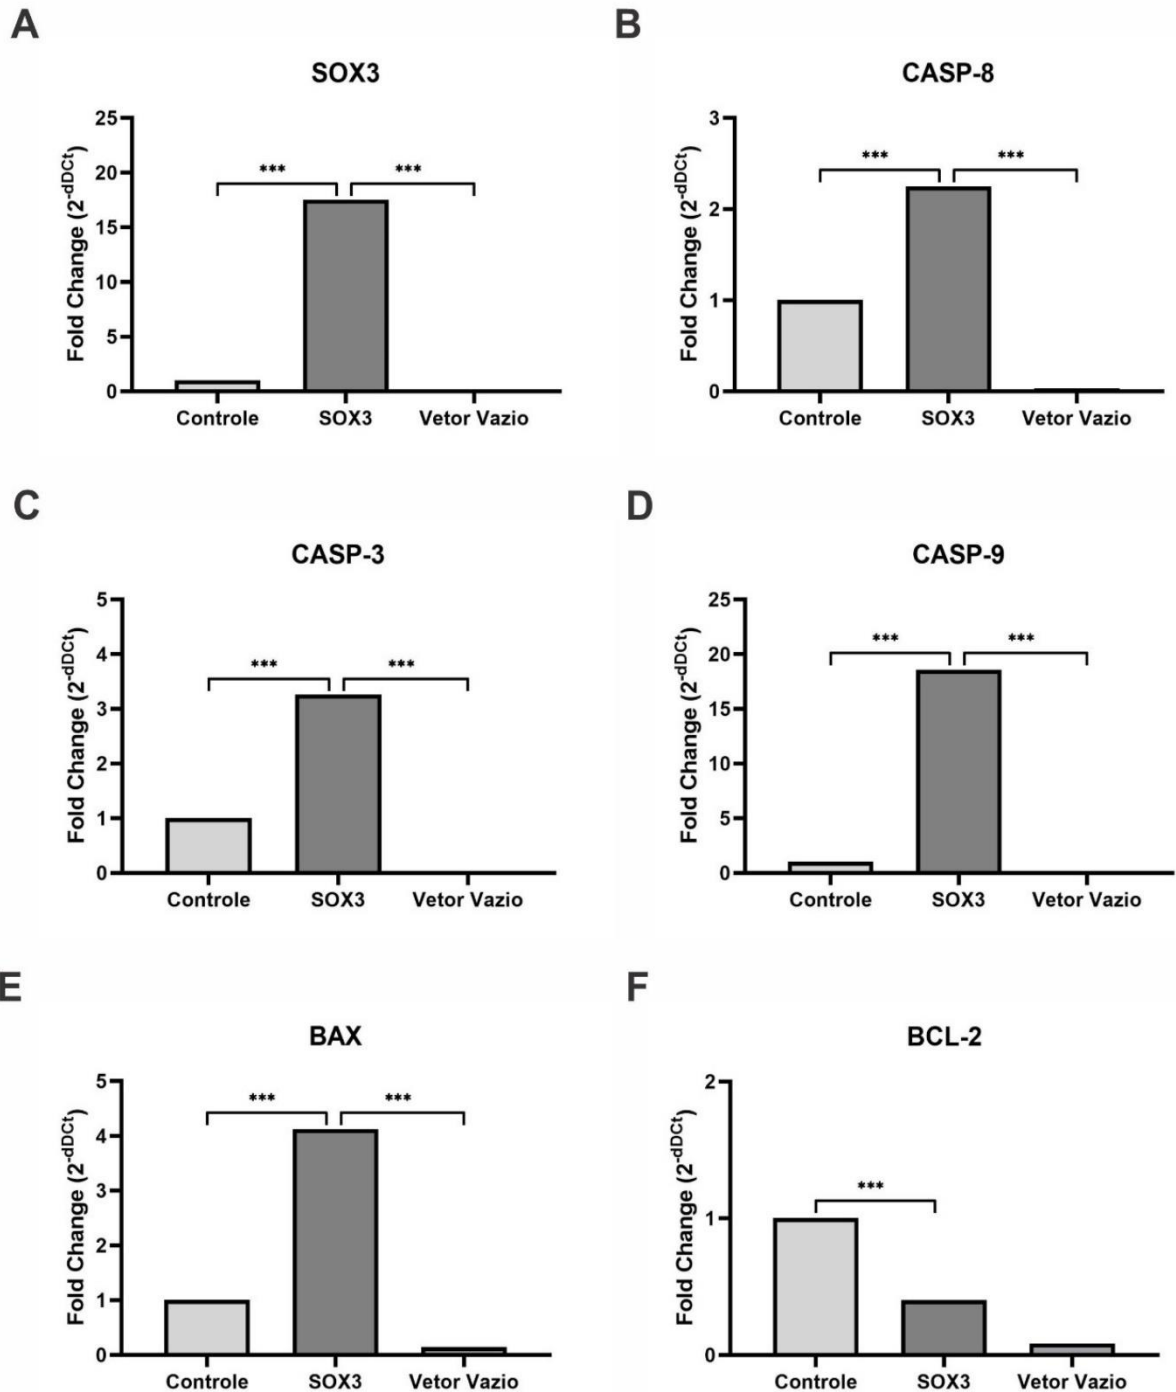 A
SOX3
Fold Change (2^-dDCt)
25
20
15
10
5
0
*** ***
Controle SOX3 Vetor Vazio
B
CASP-8
Fold Change (2^-dDCt)
3
2
1
0
*** ***
Controle SOX3 Vetor Vazio
C
CASP-3
Fold Change (2^-dDCt)
5
4
3
2
1
0
*** ***
Controle SOX3 Vetor Vazio
D
CASP-9
Fold Change (2^-dDCt)
25
20
15
10
5
0
*** ***
Controle SOX3 Vetor Vazio
E
BAX
Fold Change (2^-dDCt)
5
4
3
2
1
0
*** ***
Controle SOX3 Vetor Vazio
F
BCL-2
Fold Change (2^-dDCt)
2
1
0
***
Controle SOX3 Vetor Vazio